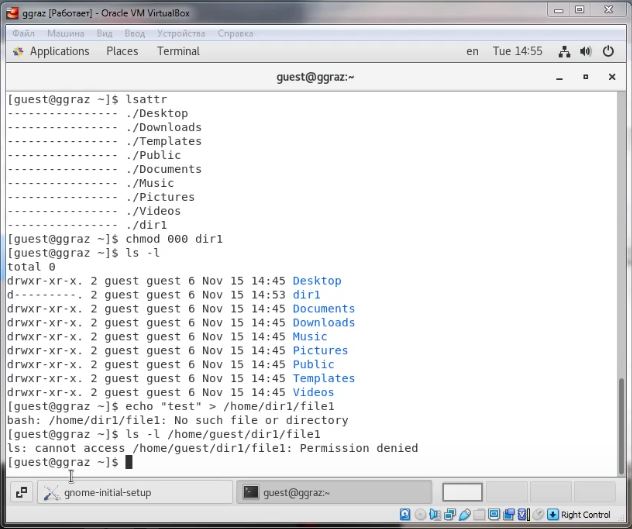 ggraz [Работает] - Oracle VM VirtualBox
Файл Машина Вид Ввод Устройства Справка
Applications Places Terminal en Tue 14:55
guest@ggraz:~
[guest@ggraz ~]$ lsattr
---------------- ./Desktop
---------------- ./Downloads
---------------- ./Templates
---------------- ./Public
---------------- ./Documents
---------------- ./Music
---------------- ./Pictures
---------------- ./Videos
---------------- ./dir1
[guest@ggraz ~]$ chmod 000 dir1
[guest@ggraz ~]$ ls -l
total 0
drwxr-xr-x. 2 guest guest 6 Nov 15 14:45 Desktop
d---------. 2 guest guest 6 Nov 15 14:53 dir1
drwxr-xr-x. 2 guest guest 6 Nov 15 14:45 Documents
drwxr-xr-x. 2 guest guest 6 Nov 15 14:45 Downloads
drwxr-xr-x. 2 guest guest 6 Nov 15 14:45 Music
drwxr-xr-x. 2 guest guest 6 Nov 15 14:45 Pictures
drwxr-xr-x. 2 guest guest 6 Nov 15 14:45 Public
drwxr-xr-x. 2 guest guest 6 Nov 15 14:45 Templates
drwxr-xr-x. 2 guest guest 6 Nov 15 14:45 Videos
[guest@ggraz ~]$ echo "test" > /home/dir1/file1
bash: /home/dir1/file1: No such file or directory
[guest@ggraz ~]$ ls -l /home/guest/dir1/file1
ls: cannot access /home/guest/dir1/file1: Permission denied
[guest@ggraz ~]$
gnome-initial-setup guest@ggraz:~
Right Control